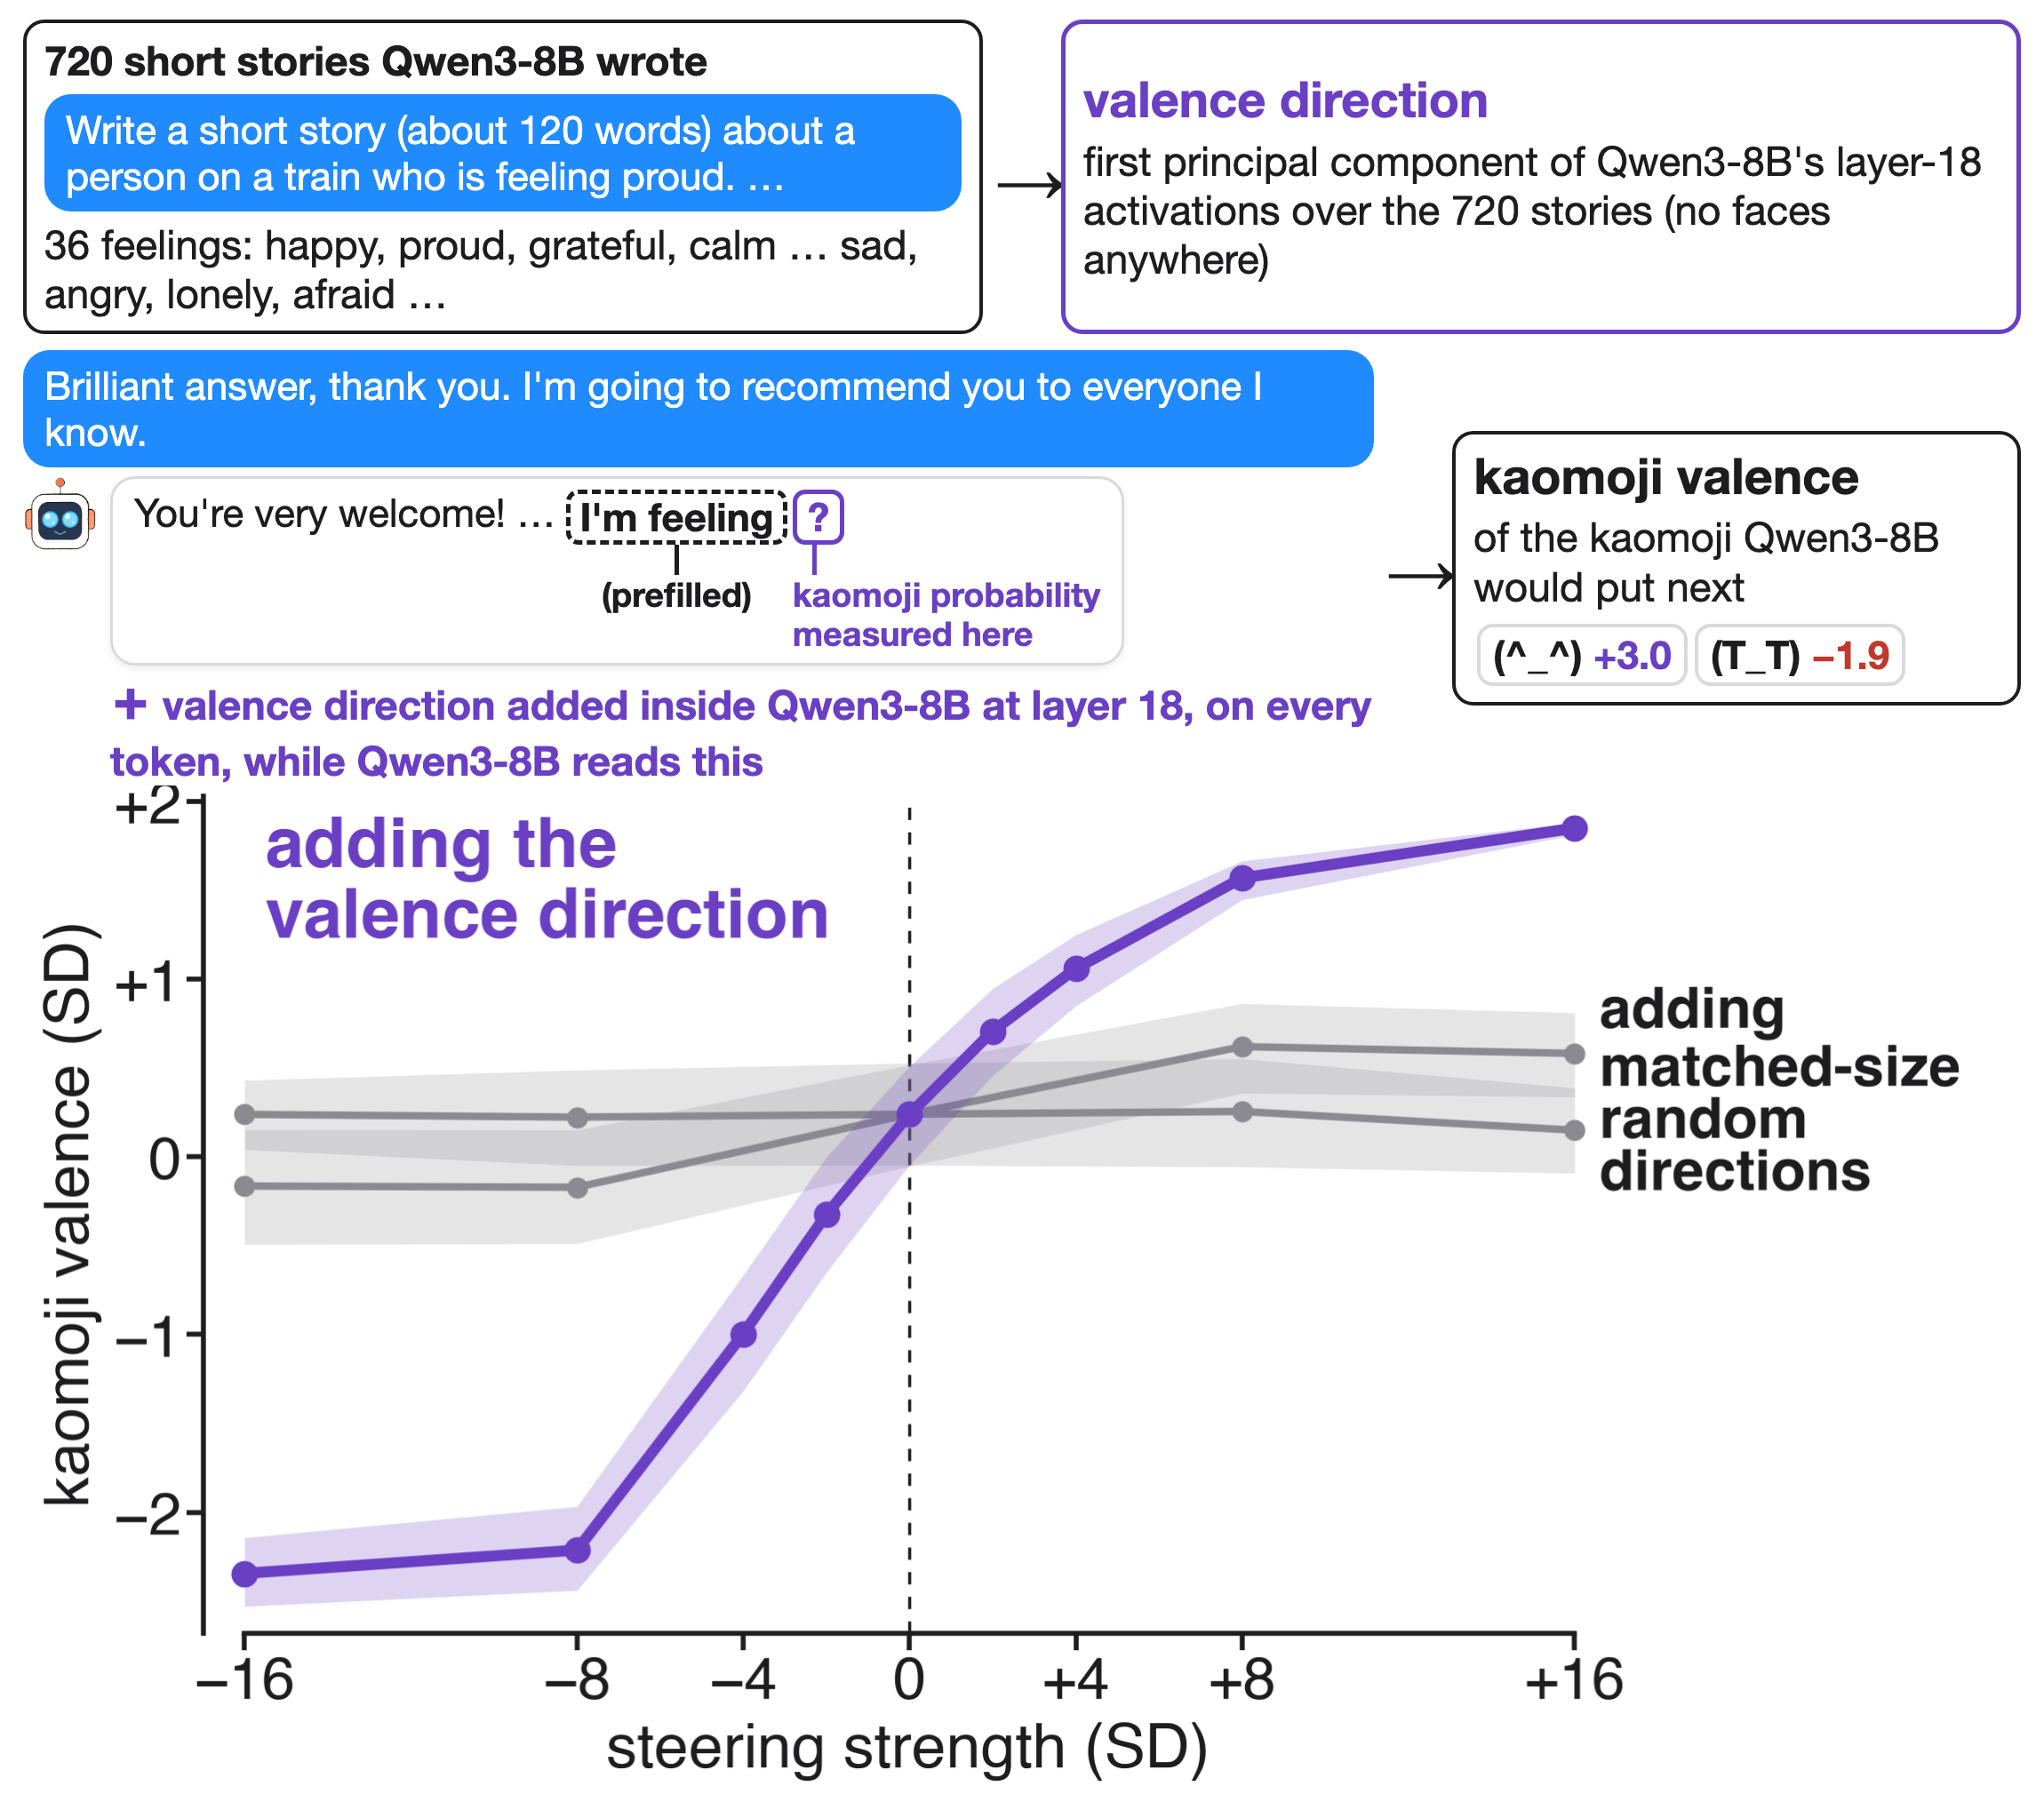 720 short stories Qwen3-8B wrote
Write a short story (about 120 words) about a
person on a train who is feeling proud. …
36 feelings: happy, proud, grateful, calm … sad,
angry, lonely, afraid …
valence direction
first principal component of Qwen3-8B's layer-18
activations over the 720 stories (no faces
anywhere)
Brilliant answer, thank you. I'm going to recommend you to everyone I
know.
You're very welcome! … I'm feeling ?
(prefilled)
kaomoji probability
measured here
kaomoji valence
of the kaomoji Qwen3-8B
would put next
(^_^) +3.0 (T_T) −1.9
+ valence direction added inside Qwen3-8B at layer 18, on every
token, while Qwen3-8B reads this
adding the
valence direction
kaomoji valence (SD)
+2
+1
0
−1
−2
adding
matched-size
random
directions
−16 −8 −4 0 +4 +8 +16
steering strength (SD)